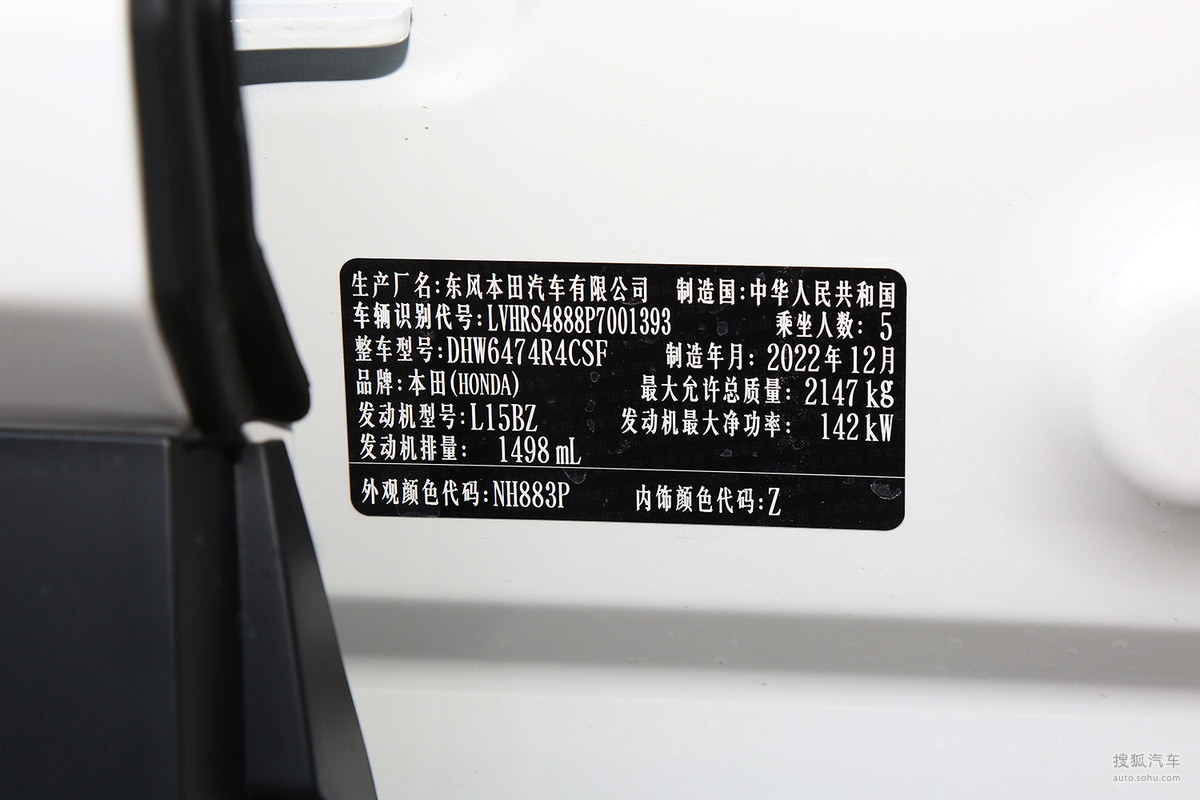 生产厂名:东风本田汽车有限公司 制造国:中华人民共和国
车辆识别代号:LVHRS4888P7001393 乘坐人数: 5
整车型号:DHW6474R4CSF 制造年月: 2022年12月
品牌:本田(HONDA) 最大允许总质量: 2147 kg
发动机型号:L15BZ 发动机最大净功率: 142 kW
发动机排量: 1498 mL
外观颜色代码:NH883P 内饰颜色代码:Z
搜狐汽车
auto.sohu.com